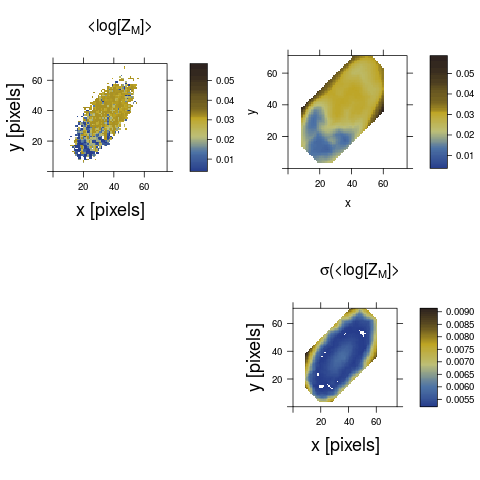 <log[Z_M]>
60
40
20
20 40 60
y [pixels]
x [pixels]
0.05
0.04
0.03
0.02
0.01
60
40
20
20 40 60
y
x
0.05
0.04
0.03
0.02
0.01
σ(<log[Z_M]>
60
40
20
20 40 60
y [pixels]
x [pixels]
0.0090
0.0085
0.0080
0.0075
0.0070
0.0065
0.0060
0.0055